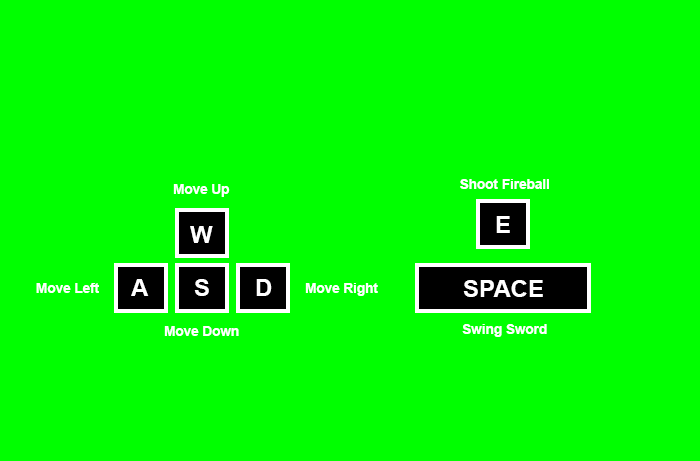 Move Up
W
Move Left
A
S
D
Move Right
Move Down
Shoot Fireball
E
SPACE
Swing Sword